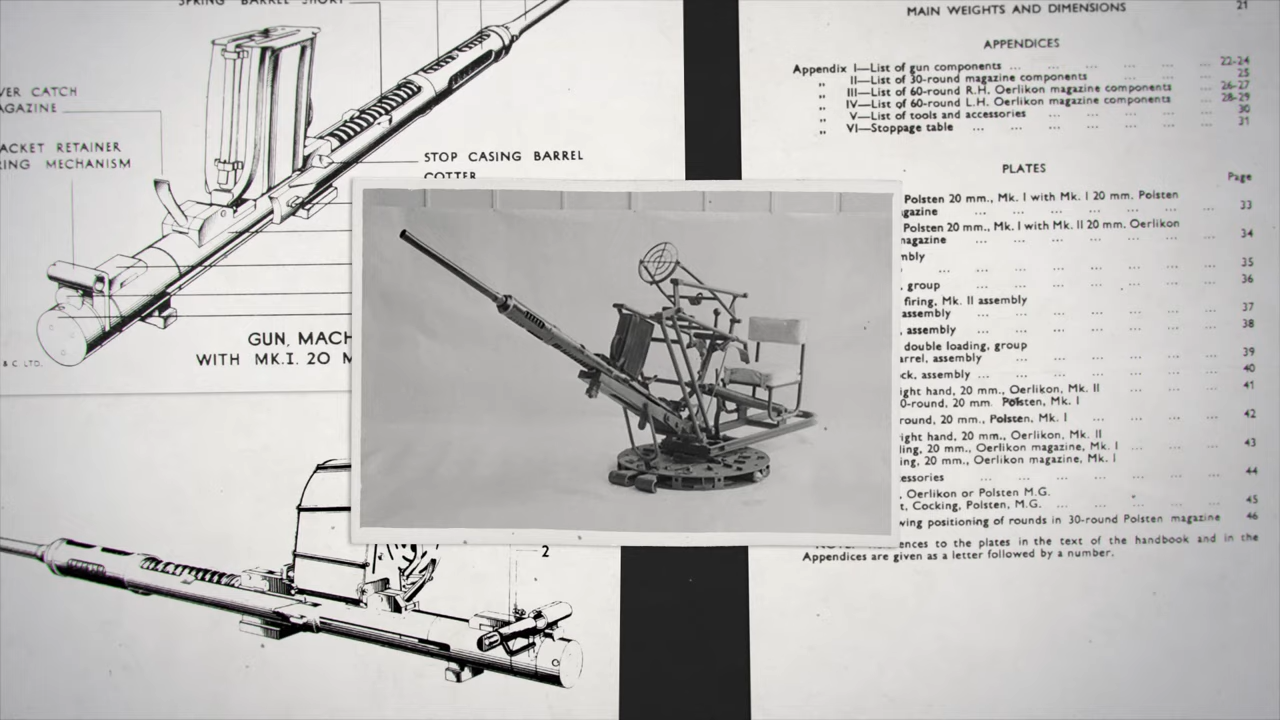 SPRING BARREL SHORT
VER CATCH
AGAZINE
ACKET RETAINER
RING MECHANISM
STOP CASING BARREL
COTTER
GUN, MACH
WITH MK.I. 20 M
& C LTD.
2
MAIN WEIGHTS AND DIMENSIONS 21
APPENDICES
Appendix I—List of gun components ... ... ... ... ... 22-24
„ II—List of 30-round magazine components ... ... ... 25
„ III—List of 60-round R.H. Oerlikon magazine components ... 26-27
„ IV—List of 60-round L.H. Oerlikon magazine components ... 28-29
„ V—List of tools and accessories ... ... ... ... ... 30
„ VI—Stoppage table ... ... ... ... ... ... 31
PLATES
Page
Polsten 20 mm., Mk. I with Mk. I 20 mm. Polsten
gazine ... ... ... ... ... ... ... 33
Polsten 20 mm., Mk. I with Mk. II 20 mm. Oerlikon
nagazine ... ... ... ... ... ... ... 34
mbly
... ... ... ... ... ... ... 35
, group ... ... ... ... ... ... 36
firing, Mk. II assembly
assembly ... ... ... ... ... ... 37
, assembly ... ... ... ... ... ... 38
double loading, group
arrel, assembly ... ... ... ... ... ... 39
ck, assembly ... ... ... ... ... ... 40
ight hand, 20 mm., Oerlikon, Mk. II 41
0-round, 20 mm. Polsten, Mk. I
round, 20 mm., Polsten, Mk. I ... ... ... ... 42
ight hand, 20 mm., Oerlikon, Mk. II
ling, 20 mm., Oerlikon magazine, Mk. I ... ... ... 43
ing, 20 mm., Oerlikon magazine, Mk. I
essories ... ... ... ... ... ... 44
, Oerlikon or Polsten M.G.
t, Cocking, Polsten, M.G. ... ... ... ... ... 45
wing positioning of rounds in 30-round Polsten magazine 46
ences to the plates in the text of the handbook and in the
Appendices are given as a letter followed by a number.